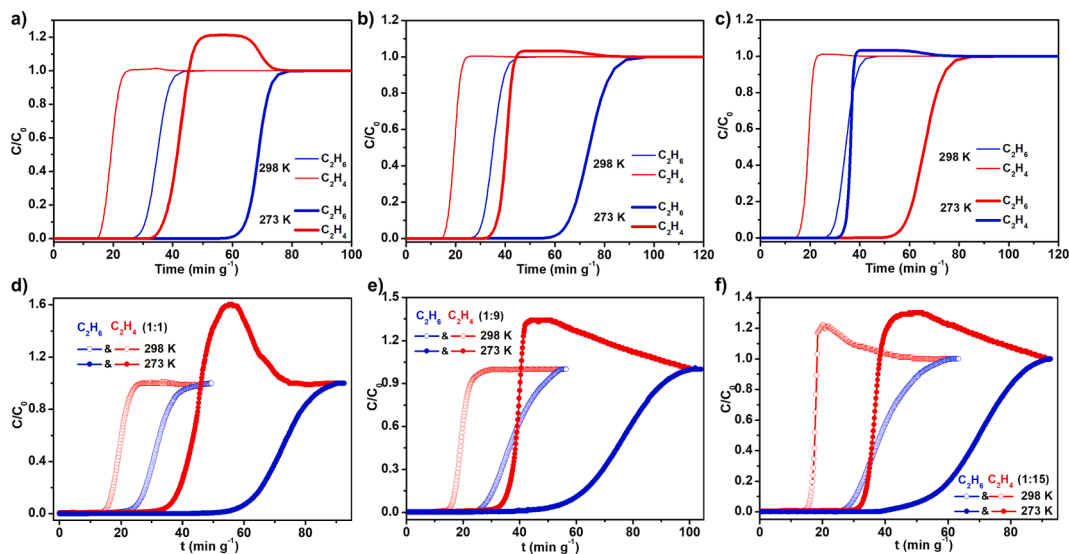 a)
1.2
1.0
0.8
0.6
0.4
0.2
0.0
C/C₀
0 20 40 60 80 100
Time (min g⁻¹)
298 K
C₂H₆
C₂H₄
273 K
C₂H₆
C₂H₄
b)
1.2
1.0
0.8
0.6
0.4
0.2
0.0
C/C₀
0 20 40 60 80 100 120
Time (min g⁻¹)
298 K
C₂H₆
C₂H₄
273 K
C₂H₆
C₂H₄
c)
1.2
1.0
0.8
0.6
0.4
0.2
0.0
C/C₀
0 20 40 60 80 100 120
Time (min g⁻¹)
298 K
C₂H₆
C₂H₄
273 K
C₂H₆
C₂H₄
d)
1.6
1.2
0.8
0.4
0.0
C/C₀
0 20 40 60 80
t (min g⁻¹)
C₂H₆ C₂H₄ (1:1)
& 298 K
& 273 K
e)
1.4
1.2
1.0
0.8
0.6
0.4
0.2
0.0
C/C₀
0 20 40 60 80 100
t (min g⁻¹)
C₂H₆ C₂H₄ (1:9)
& 298 K
& 273 K
f)
1.4
1.2
1.0
0.8
0.6
0.4
0.2
0.0
C/C₀
0 20 40 60 80
t (min g⁻¹)
C₂H₆ C₂H₄ (1:15)
& 298 K
& 273 K